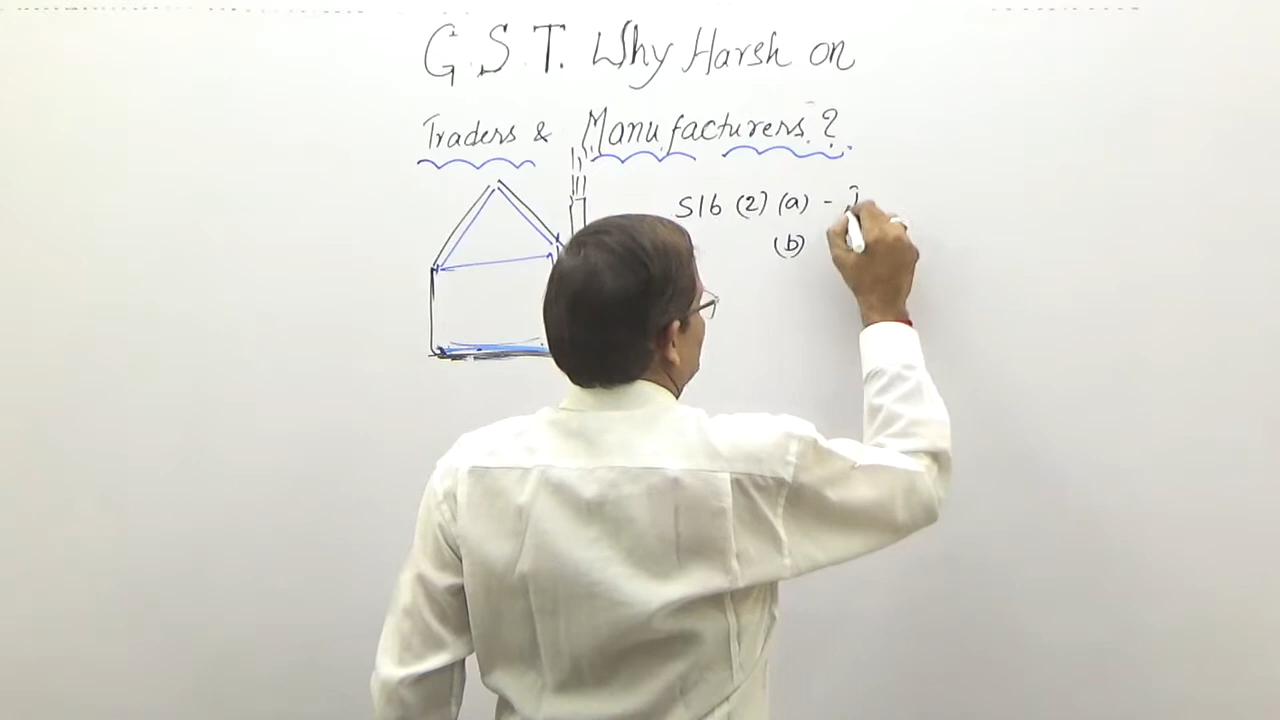 G.S.T. Why Harsh on
Traders & Manufacturers.?
S16 (2) (a) -
(b)